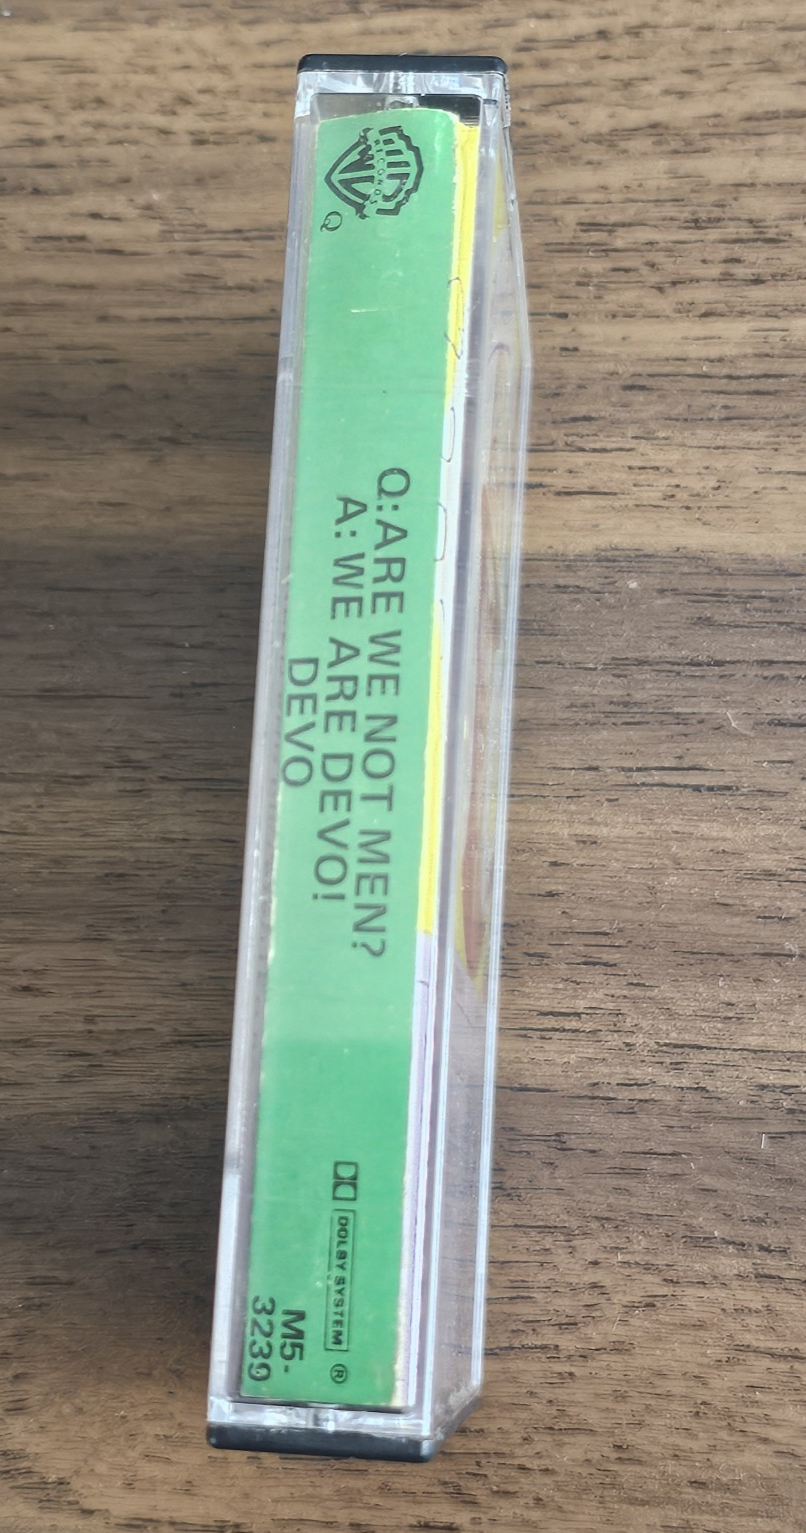 WB
RECORDS
Q: ARE WE NOT MEN?
A: WE ARE DEVO!
DEVO
DOLBY SYSTEM ®
M5-
3239